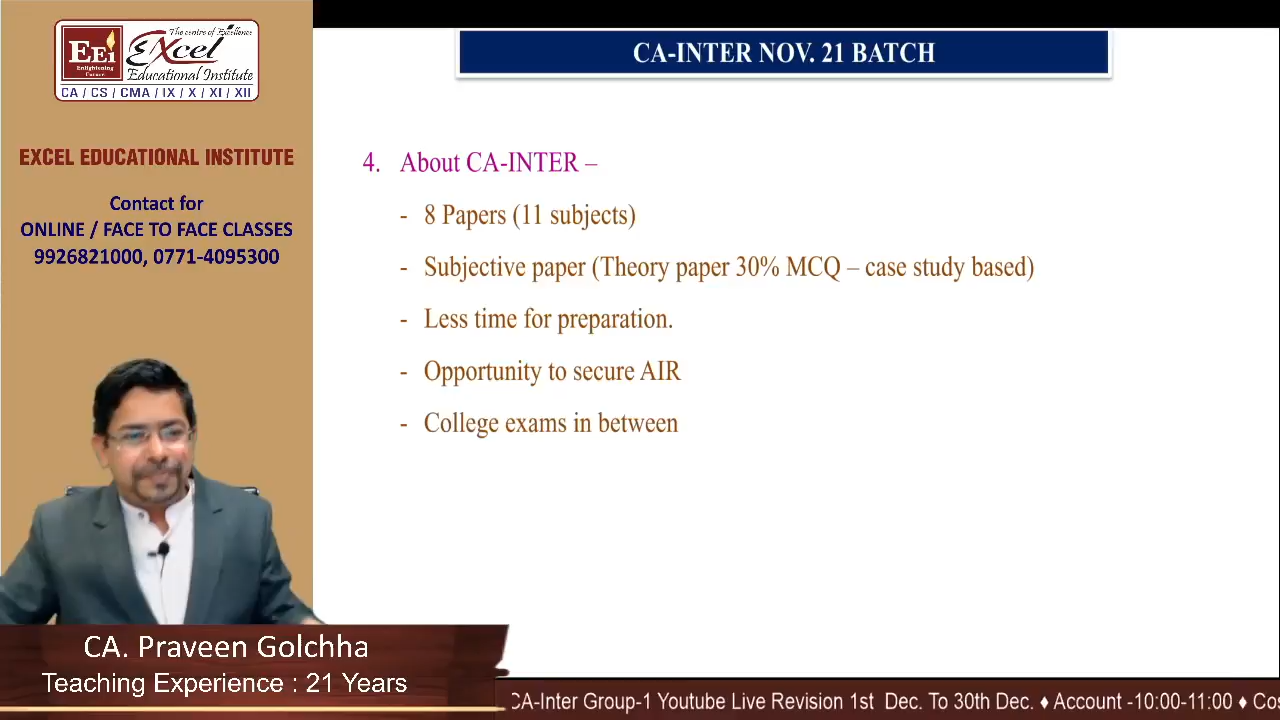 The centre of Excellence
EEi
Enlightening
Career
Excel
Educational Institute
CA / CS / CMA / IX / X / XI / XII
EXCEL EDUCATIONAL INSTITUTE
Contact for
ONLINE / FACE TO FACE CLASSES
9926821000, 0771-4095300
CA-INTER NOV. 21 BATCH
4. About CA-INTER –
- 8 Papers (11 subjects)
- Subjective paper (Theory paper 30% MCQ – case study based)
- Less time for preparation.
- Opportunity to secure AIR
- College exams in between
CA. Praveen Golchha
Teaching Experience : 21 Years
CA-Inter Group-1 Youtube Live Revision 1st Dec. To 30th Dec. ♦ Account -10:00-11:00 ♦